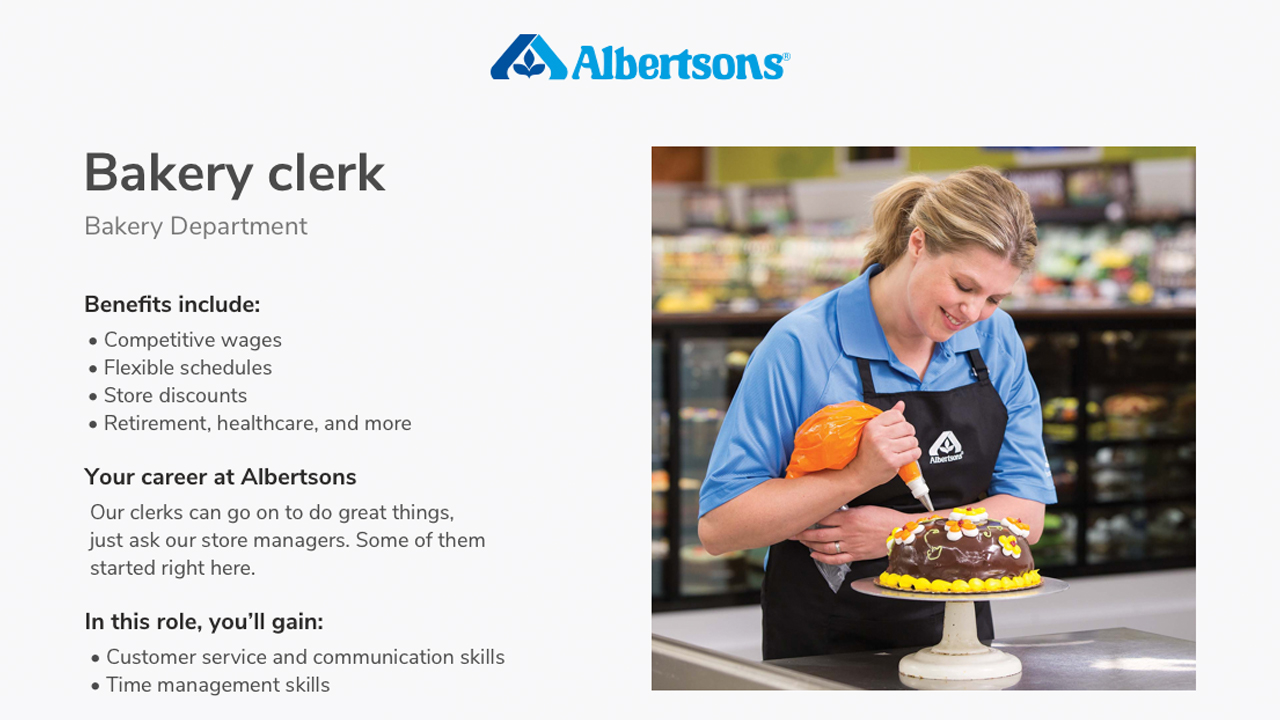 Albertsons®
Bakery clerk
Bakery Department
Benefits include:
• Competitive wages
• Flexible schedules
• Store discounts
• Retirement, healthcare, and more
Your career at Albertsons
Our clerks can go on to do great things,
just ask our store managers. Some of them
started right here.
In this role, you’ll gain:
• Customer service and communication skills
• Time management skills
Albertsons